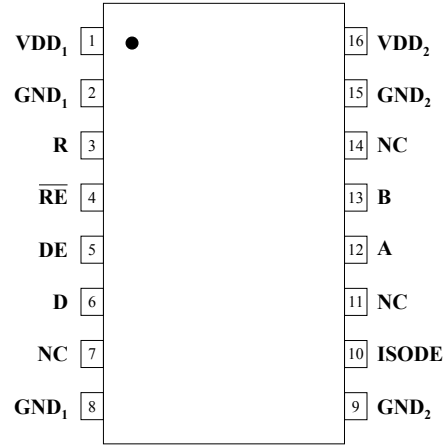 VDD₁ 1 16 VDD₂
GND₁ 2 15 GND₂
R 3 14 NC
R̅E̅ 4 13 B
DE 5 12 A
D 6 11 NC
NC 7 10 ISODE
GND₁ 8 9 GND₂